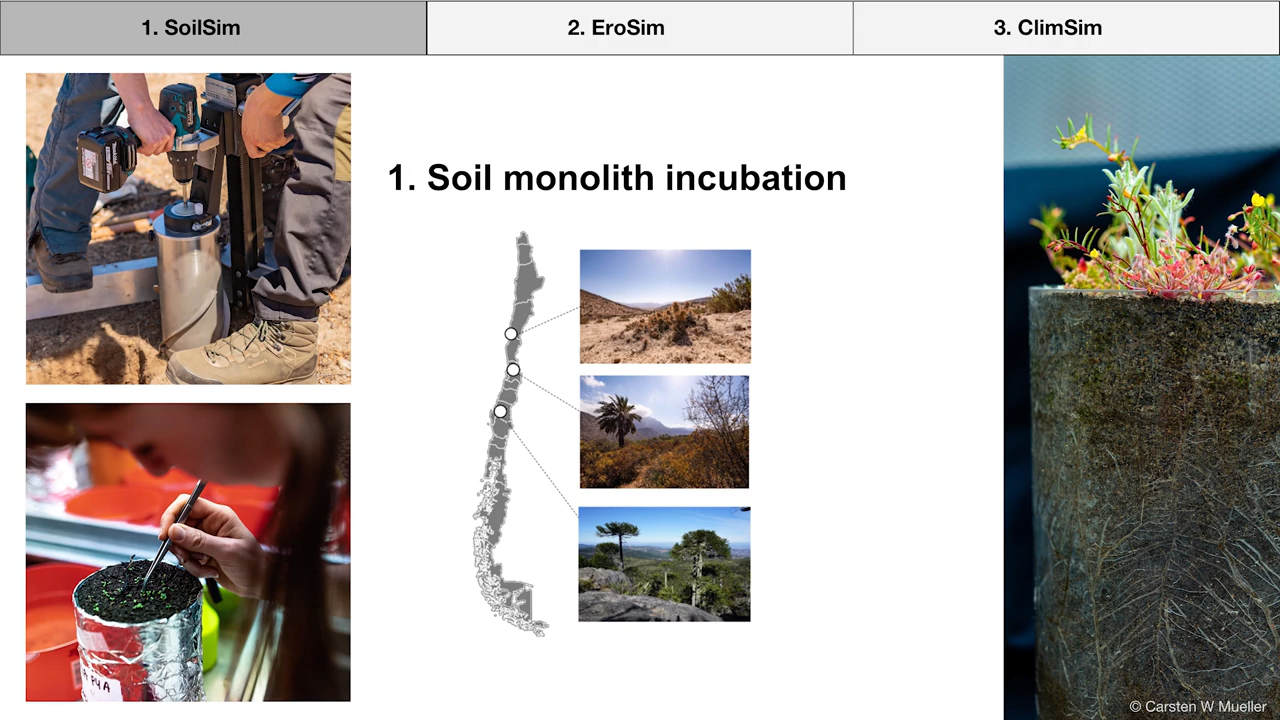 1. SoilSim
2. EroSim
3. ClimSim
1. Soil monolith incubation
© Carsten W Mueller